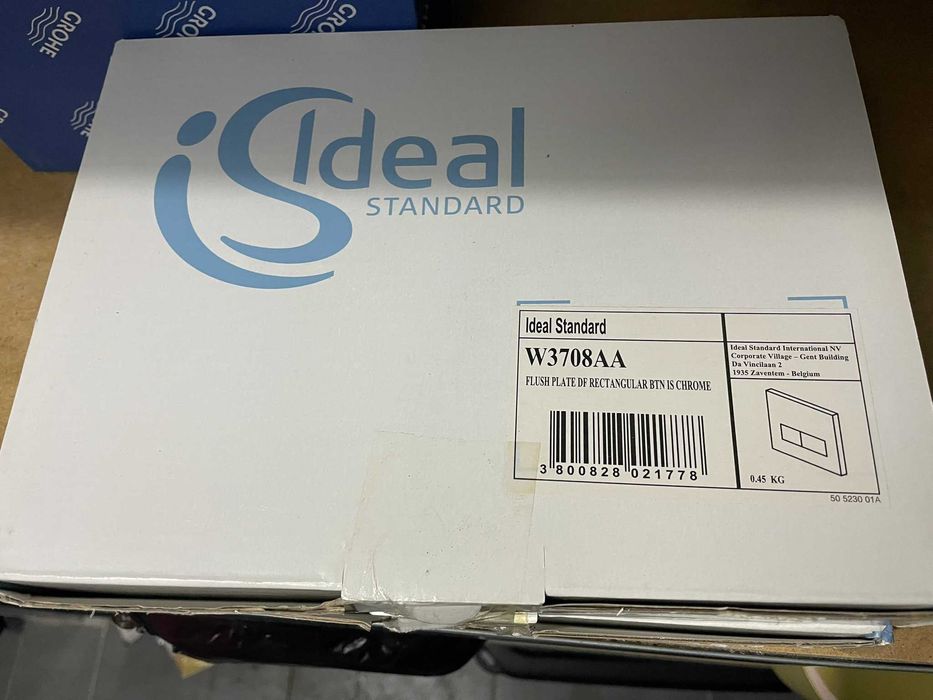 GROHE
GROHE
GROHE
Ideal
STANDARD
Ideal Standard
W3708AA
FLUSH PLATE DF RECTANGULAR BTN IS CHROME
3 800828 021778
Ideal Standard International NV
Corporate Village – Gent Building
Da Vincilaan 2
1935 Zaventem - Belgium
0.45 KG
50 5230 01A